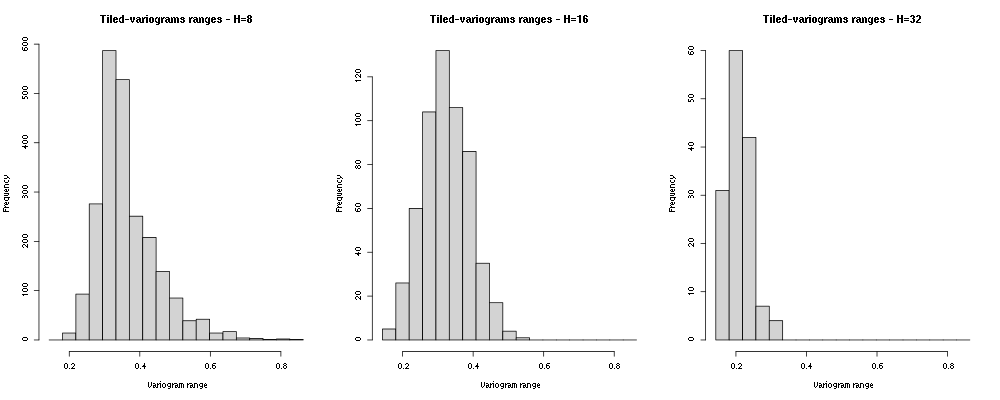 Tiled-variograms ranges - H=8
Frequency
600
500
400
300
200
100
0
0.2 0.4 0.6 0.8
Variogram range
Tiled-variograms ranges - H=16
Frequency
120
100
80
60
40
20
0
0.2 0.4 0.6 0.8
Variogram range
Tiled-variograms ranges - H=32
Frequency
60
50
40
30
20
10
0
0.2 0.4 0.6 0.8
Variogram range